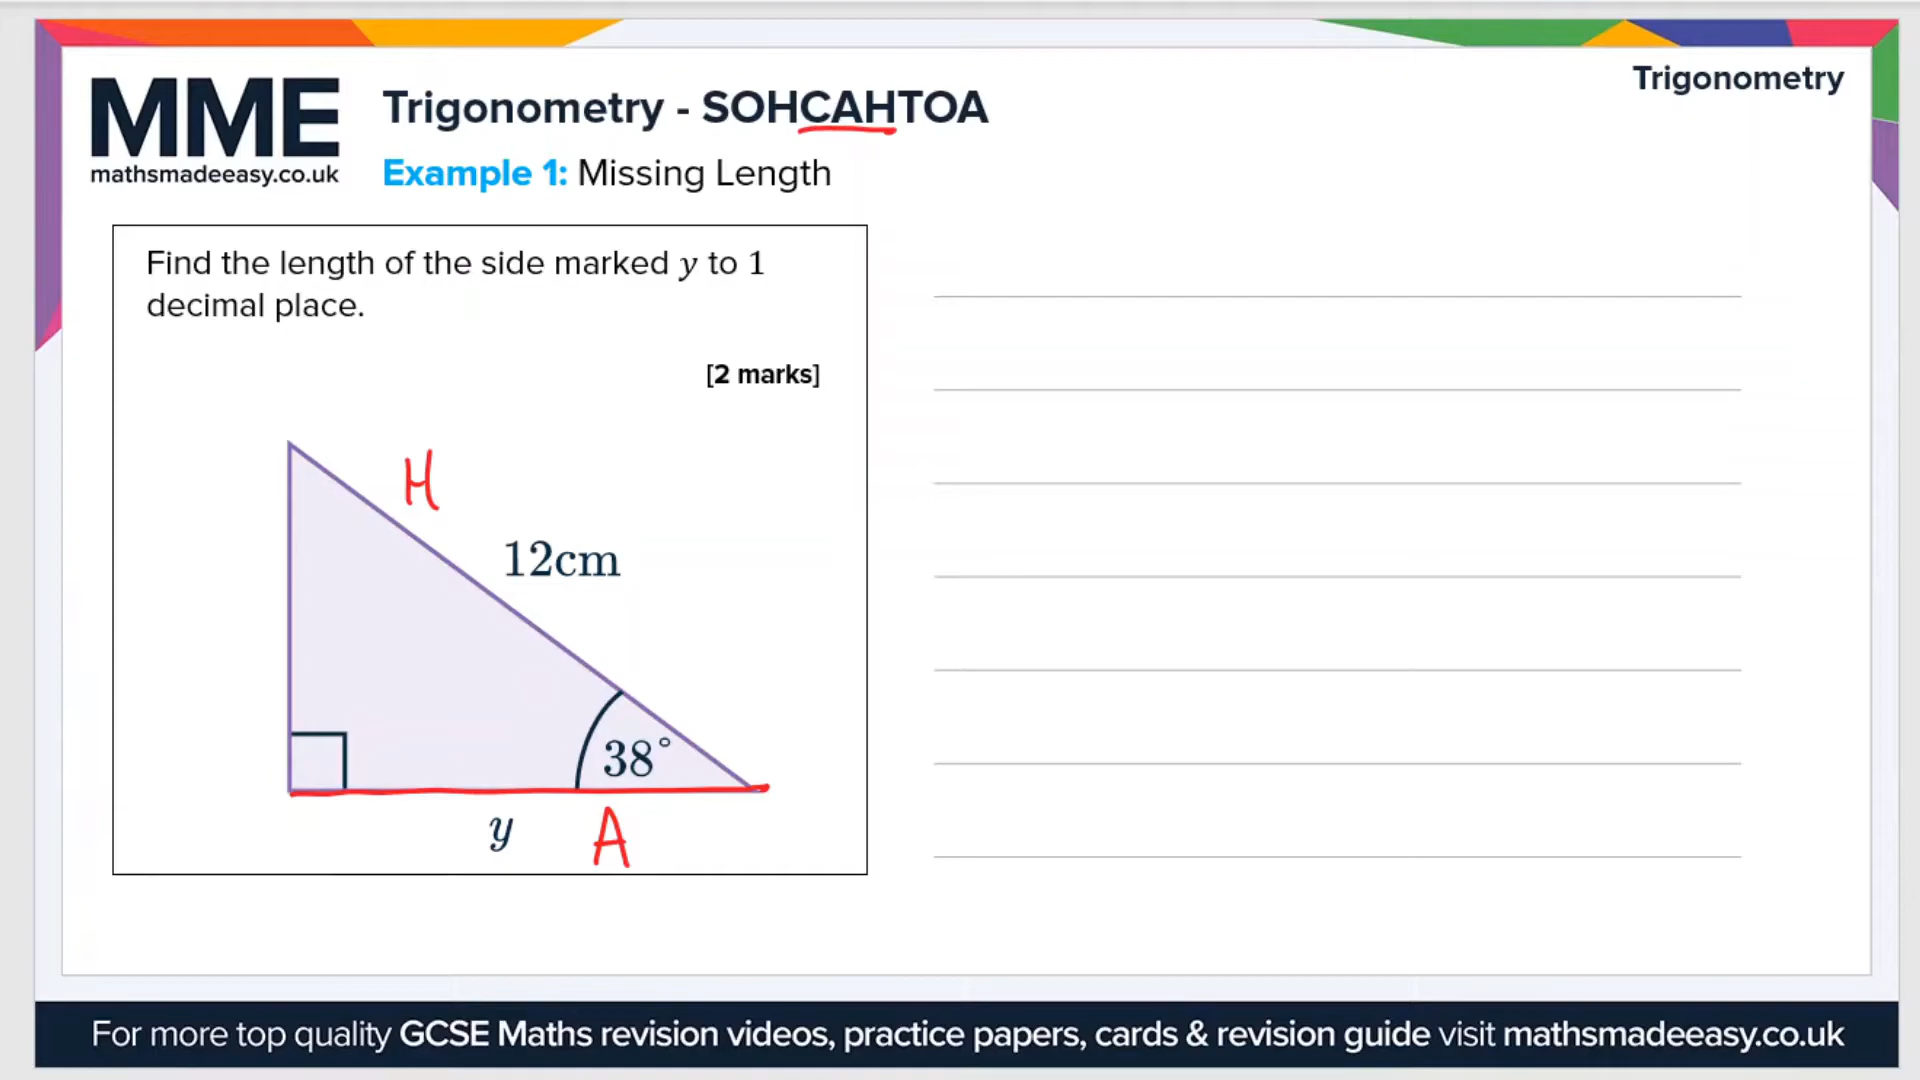 Trigonometry
MME
mathsmadeeasy.co.uk
Trigonometry - SOHCAHTOA
Example 1: Missing Length
Find the length of the side marked y to 1
decimal place.
[2 marks]
H
12cm
38°
y A
For more top quality GCSE Maths revision videos, practice papers, cards & revision guide visit mathsmadeeasy.co.uk